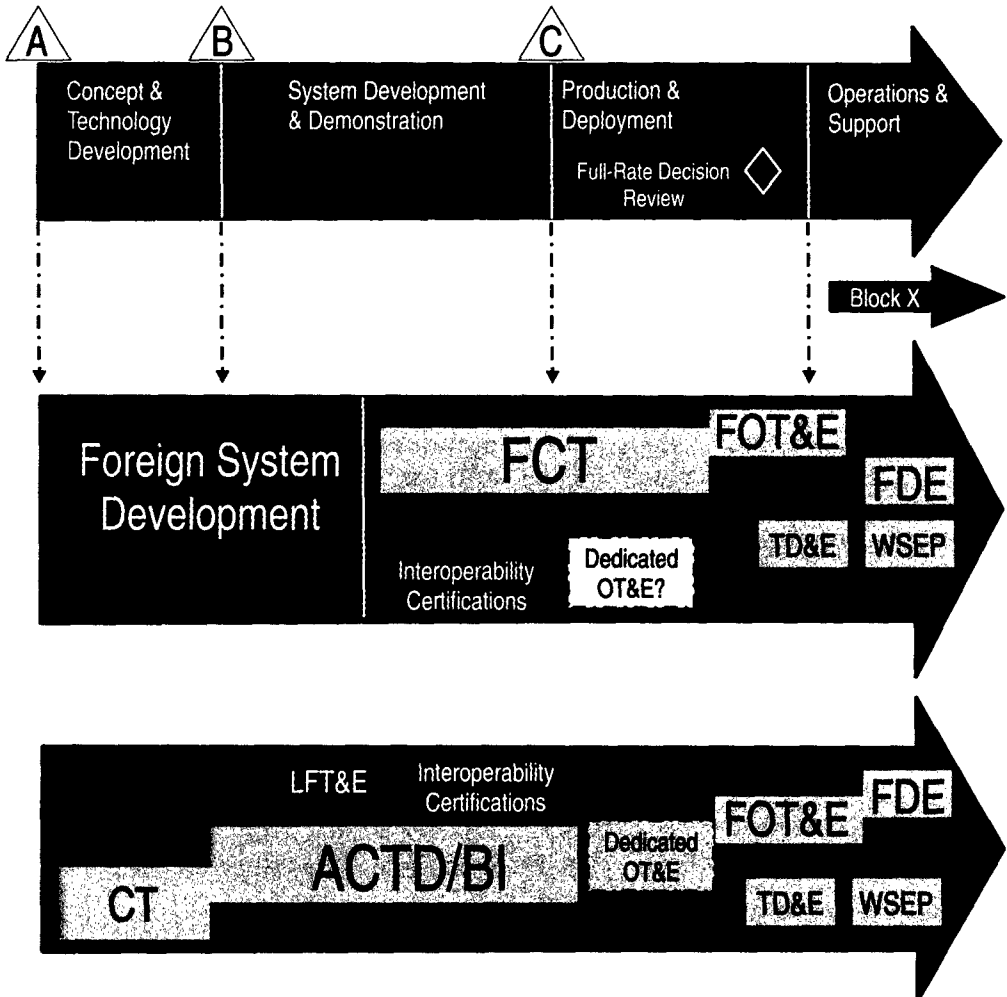 A
B
C
Concept &
Technology
Development
System Development
& Demonstration
Production &
Deployment
Full-Rate Decision
Review
Operations &
Support
Block X
Foreign System
Development
FCT
FOT&E
FDE
TD&E
WSEP
Interoperability
Certifications
Dedicated
OT&E?
LFT&E
Interoperability
Certifications
FDE
FOT&E
Dedicated
OT&E
ACTD/BI
CT
TD&E
WSEP